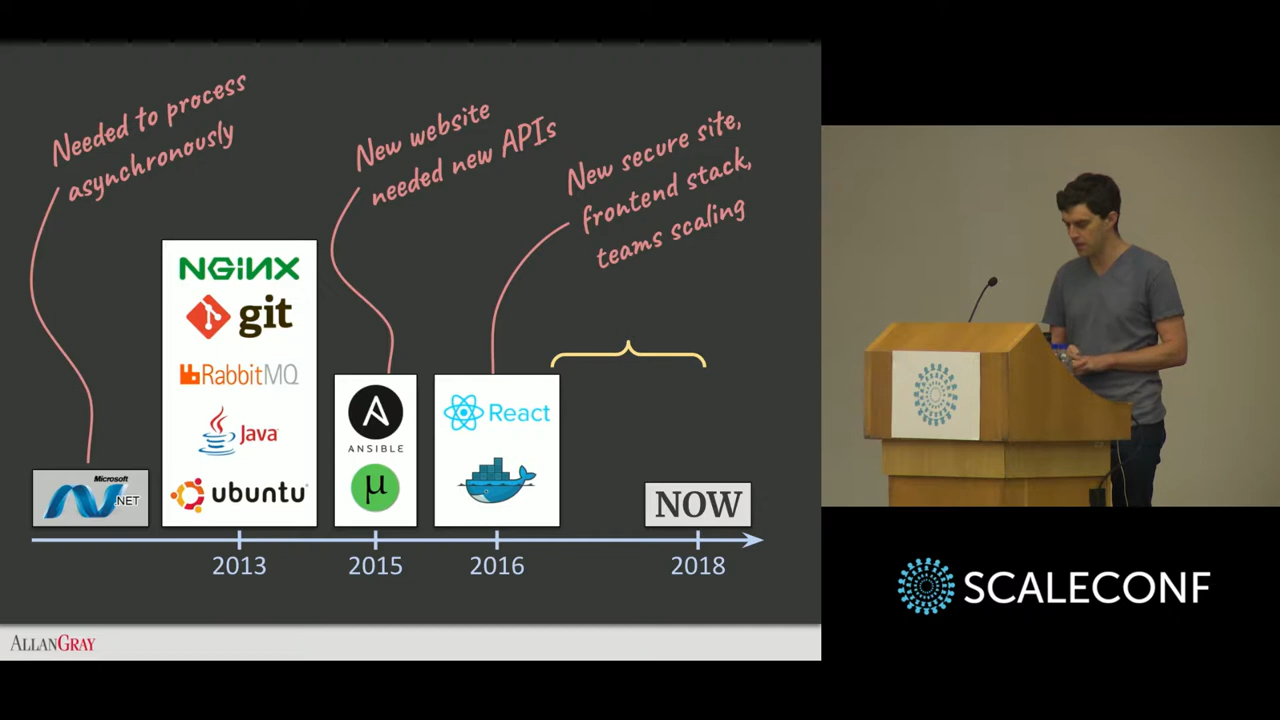 Needed to process
asynchronously
New website
needed new APIs
New secure site,
frontend stack,
teams scaling
NGINX
git
RabbitMQ
Java
ubuntu
Microsoft
.NET
ANSIBLE
µ
React
NOW
2013
2015
2016
2018
ALLANGRAY
SCALECONF